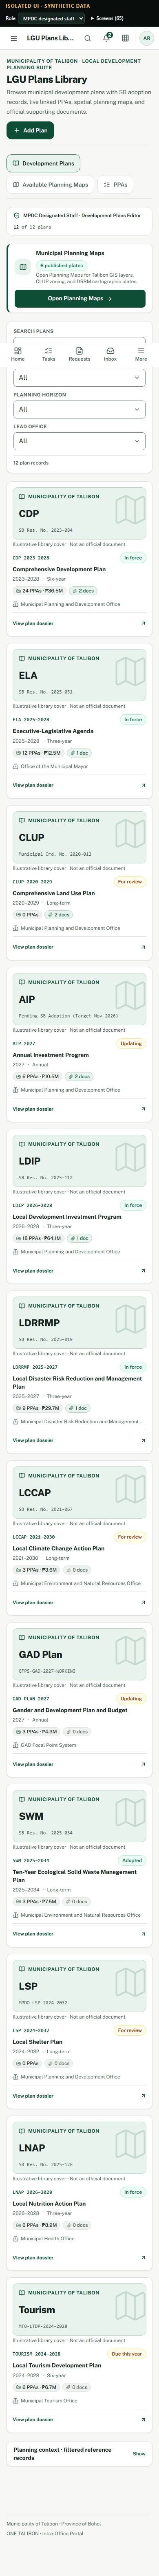 ISOLATED UI · SYNTHETIC DATA
Role MPDC designated staff ▸ Screens (65)
LGU Plans Lib... 2 AR
MUNICIPALITY OF TALIBON · LOCAL DEVELOPMENT PLANNING SUITE
LGU Plans Library
Browse municipal development plans with SB adoption records, live linked PPAs, spatial planning maps, and official supporting documents.
+ Add Plan
Development Plans
Available Planning Maps
PPAs
MPDC Designated Staff · Development Plans Editor
12 of 12 plans
Municipal Planning Maps
6 published plates
Open Planning Maps for Talibon GIS layers, CLUP zoning, and DRRM cartographic plates.
Open Planning Maps →
SEARCH PLANS
Home Tasks Requests Inbox More
All
PLANNING HORIZON
All
LEAD OFFICE
All
12 plan records
MUNICIPALITY OF TALIBON
CDP
SB Res. No. 2023-084
Illustrative library cover · Not an official document
CDP 2023-2028 In force
Comprehensive Development Plan
2023-2028 · Six-year
24 PPAs · ₱36.5M 2 docs
Municipal Planning and Development Office
View plan dossier
MUNICIPALITY OF TALIBON
ELA
SB Res. No. 2025-091
Illustrative library cover · Not an official document
ELA 2025-2028 In force
Executive-Legislative Agenda
2025-2028 · Three-year
12 PPAs · ₱12.5M 1 doc
Office of the Municipal Mayor
View plan dossier
MUNICIPALITY OF TALIBON
CLUP
Municipal Ord. No. 2020-012
Illustrative library cover · Not an official document
CLUP 2020-2029 For review
Comprehensive Land Use Plan
2020-2029 · Long-term
0 PPAs 2 docs
Municipal Planning and Development Office
View plan dossier
MUNICIPALITY OF TALIBON
AIP
Pending SB Adoption (Target Nov 2026)
Illustrative library cover · Not an official document
AIP 2027 Updating
Annual Investment Program
2027 · Annual
6 PPAs · ₱10.5M 2 docs
Municipal Planning and Development Office
View plan dossier
MUNICIPALITY OF TALIBON
LDIP
SB Res. No. 2025-112
Illustrative library cover · Not an official document
LDIP 2026-2028 In force
Local Development Investment Program
2026-2028 · Three-year
18 PPAs · ₱64.1M 1 doc
Municipal Planning and Development Office
View plan dossier
MUNICIPALITY OF TALIBON
LDRRMP
SB Res. No. 2025-019
Illustrative library cover · Not an official document
LDRRMP 2025-2027 In force
Local Disaster Risk Reduction and Management Plan
2025-2027 · Three-year
9 PPAs · ₱29.7M 1 doc
Municipal Disaster Risk Reduction and Management ...
View plan dossier
MUNICIPALITY OF TALIBON
LCCAP
SB Res. No. 2021-067
Illustrative library cover · Not an official document
LCCAP 2021-2030 For review
Local Climate Change Action Plan
2021-2030 · Long-term
3 PPAs · ₱3.6M 0 docs
Municipal Environment and Natural Resources Office
View plan dossier
MUNICIPALITY OF TALIBON
GAD Plan
GFPS-GAD-2027-WORKING
Illustrative library cover · Not an official document
GAD PLAN 2027 Updating
Gender and Development Plan and Budget
2027 · Annual
3 PPAs · ₱4.3M 0 docs
GAD Focal Point System
View plan dossier
MUNICIPALITY OF TALIBON
SWM
SB Res. No. 2025-034
Illustrative library cover · Not an official document
SWM 2025-2034 Adopted
Ten-Year Ecological Solid Waste Management Plan
2025-2034 · Long-term
3 PPAs · ₱7.5M 0 docs
Municipal Environment and Natural Resources Office
View plan dossier
MUNICIPALITY OF TALIBON
LSP
MPDO-LSP-2024-2032
Illustrative library cover · Not an official document
LSP 2024-2032 For review
Local Shelter Plan
2024-2032 · Long-term
0 PPAs 0 docs
Municipal Planning and Development Office
View plan dossier
MUNICIPALITY OF TALIBON
LNAP
SB Res. No. 2025-128
Illustrative library cover · Not an official document
LNAP 2026-2028 In force
Local Nutrition Action Plan
2026-2028 · Three-year
6 PPAs · ₱8.9M 0 docs
Municipal Health Office
View plan dossier
MUNICIPALITY OF TALIBON
Tourism
MTO-LTDP-2024-2028
Illustrative library cover · Not an official document
TOURISM 2024-2028 Due this year
Local Tourism Development Plan
2024-2028 · Six-year
6 PPAs · ₱6.7M 0 docs
Municipal Tourism Office
View plan dossier
Planning context · filtered reference records Show
Municipality of Talibon · Province of Bohol
ONE TALIBON · Intra-Office Portal